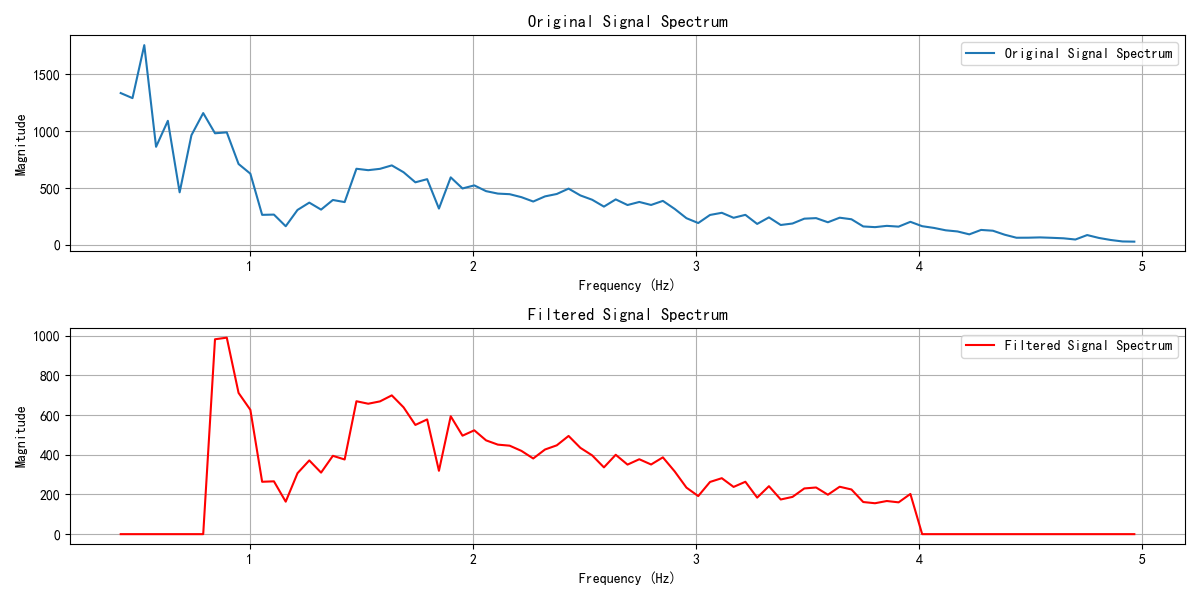 Original Signal Spectrum
Original Signal Spectrum
Magnitude
1500
1000
500
0
1 2 3 4 5
Frequency (Hz)
Filtered Signal Spectrum
Filtered Signal Spectrum
Magnitude
1000
800
600
400
200
0
1 2 3 4 5
Frequency (Hz)